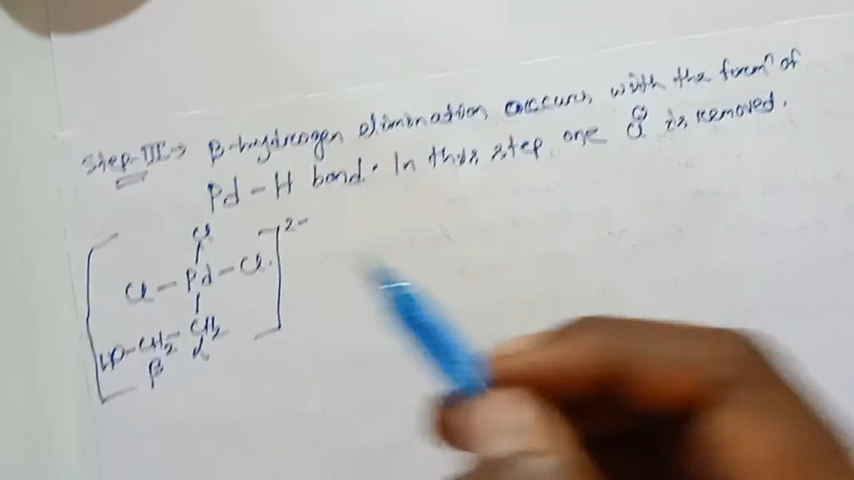 Step-III → β-hydrogen elimination occurs with the formⁿ of
Pd-H bond. In this step one Cl⁻ is removed.
[ Cl ]²⁻
Cl - Pd - Cl
HO-CH₂ - CH₂
β α